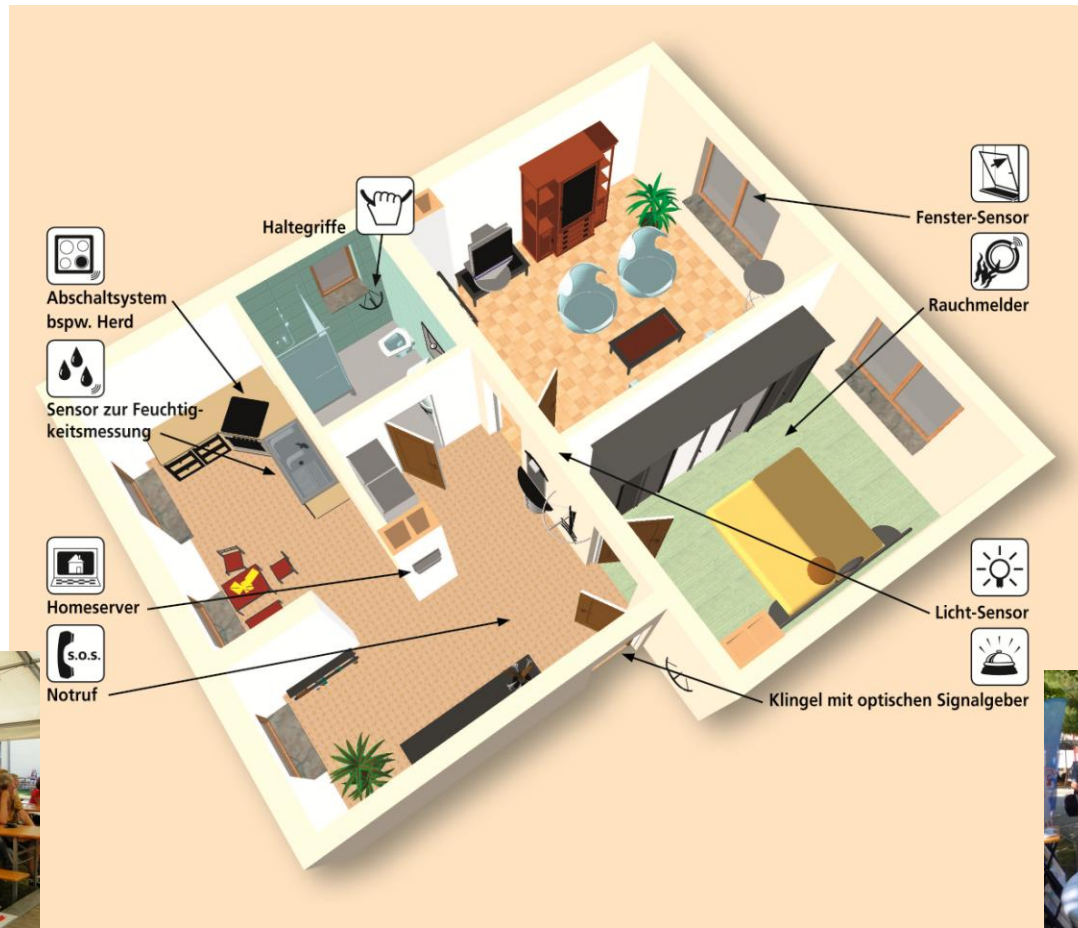 Haltegriffe
Abschaltsystem
bspw. Herd
Sensor zur Feuchtig-
keitsmessung
Homeserver
s.o.s.
Notruf
Fenster-Sensor
Rauchmelder
Licht-Sensor
Klingel mit optischen Signalgeber